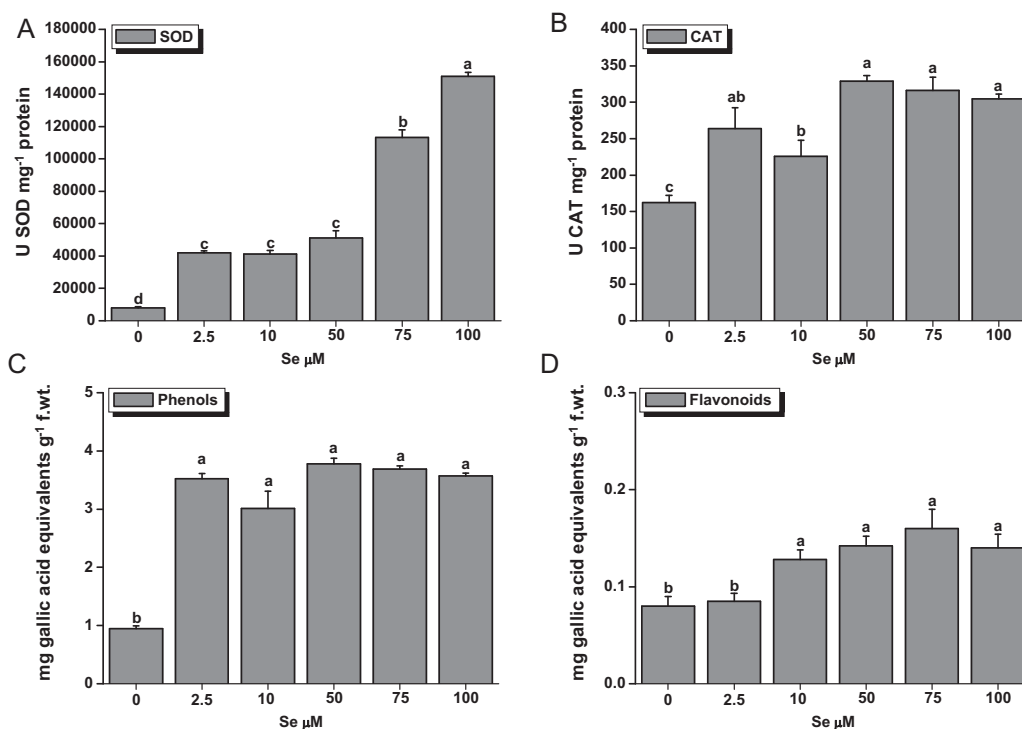 A
SOD
180000
160000
140000
120000
100000
80000
60000
40000
20000
0
U SOD mg⁻¹ protein
d
c
c
c
b
a
0 2.5 10 50 75 100
Se μM
B
CAT
400
350
300
250
200
150
100
50
0
U CAT mg⁻¹ protein
c
ab
b
a
a
a
0 2.5 10 50 75 100
Se μM
C
Phenols
5
4
3
2
1
0
mg gallic acid equivalents g⁻¹ f.wt.
b
a
a
a
a
a
0 2.5 10 50 75 100
Se μM
D
Flavonoids
0.3
0.2
0.1
0.0
mg gallic acid equivalents g⁻¹ f.wt.
b
b
a
a
a
a
0 2.5 10 50 75 100
Se μM